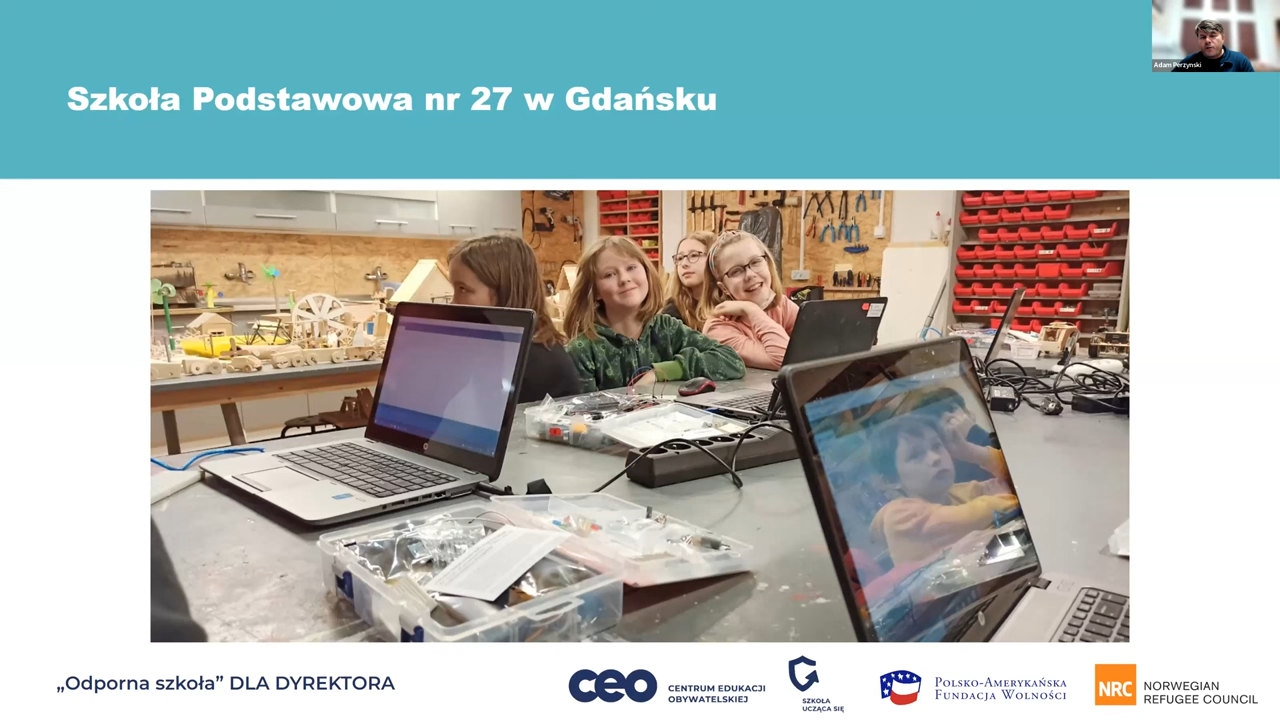 Adam Perzynski
Szkoła Podstawowa nr 27 w Gdańsku
„Odporna szkoła” DLA DYREKTORA
ceo
CENTRUM EDUKACJI
OBYWATELSKIEJ
SZKOŁA
UCZĄCA SIĘ
POLSKO-AMERYKAŃSKA
FUNDACJA WOLNOŚCI
NRC
NORWEGIAN
REFUGEE COUNCIL